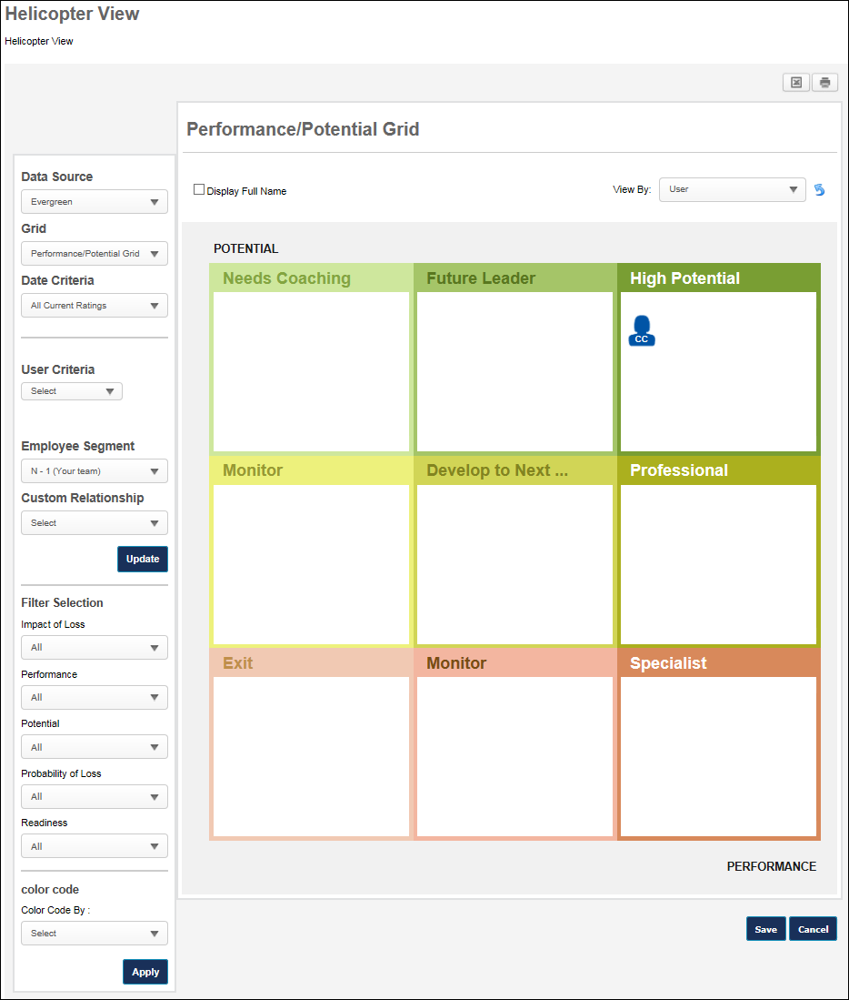 Helicopter View
Helicopter View
Performance/Potential Grid
Data Source
Evergreen
Grid
Performance/Potential Grid
Date Criteria
All Current Ratings
User Criteria
Select
Employee Segment
N - 1 (Your team)
Custom Relationship
Select
Update
Filter Selection
Impact of Loss
All
Performance
All
Potential
All
Probability of Loss
All
Readiness
All
color code
Color Code By :
Select
Apply
Display Full Name
View By: User
POTENTIAL
Needs Coaching Future Leader High Potential
CC
Monitor Develop to Next ... Professional
Exit Monitor Specialist
PERFORMANCE
Save Cancel